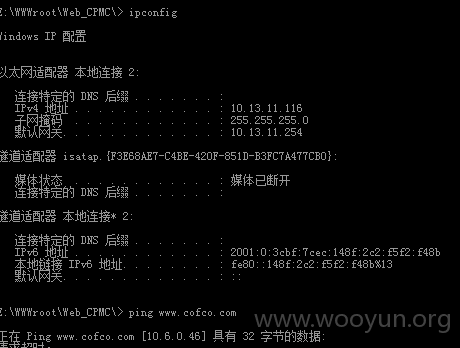 E:\WWWroot\Web_CPMC\> ipconfig
Windows IP 配置
以太网适配器 本地连接 2:
连接特定的 DNS 后缀 . . . . . . . :
IPv4 地址 . . . . . . . . . . . . : 10.13.11.116
子网掩码 . . . . . . . . . . . . : 255.255.255.0
默认网关. . . . . . . . . . . . . : 10.13.11.254
隧道适配器 isatap.{F3E68AE7-C4BE-420F-851D-B3FC7A477CB0}:
媒体状态 . . . . . . . . . . . . : 媒体已断开
连接特定的 DNS 后缀 . . . . . . . :
隧道适配器 本地连接* 2:
连接特定的 DNS 后缀 . . . . . . . :
IPv6 地址 . . . . . . . . . . . . : 2001:0:3cbf:7cec:148f:2c2:f5f2:f48b
本地链接 IPv6 地址. . . . . . . . : fe80::148f:2c2:f5f2:f48b%13
默认网关. . . . . . . . . . . . . : ::
E:\WWWroot\Web_CPMC\> ping www.cofco.com
正在 Ping www.cofco.com [10.6.0.46] 具有 32 字节的数据:
请求超时。
www.wooyun.org